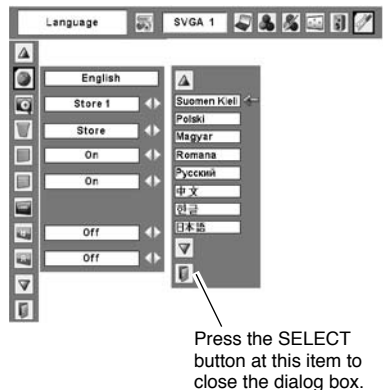 Language
SVGA 1
English
Store 1
Store
On
On
Off
Off
Suomen Kieli
Polski
Magyar
Romana
Русский
中文
한글
日本語
Press the SELECT
button at this item to
close the dialog box.